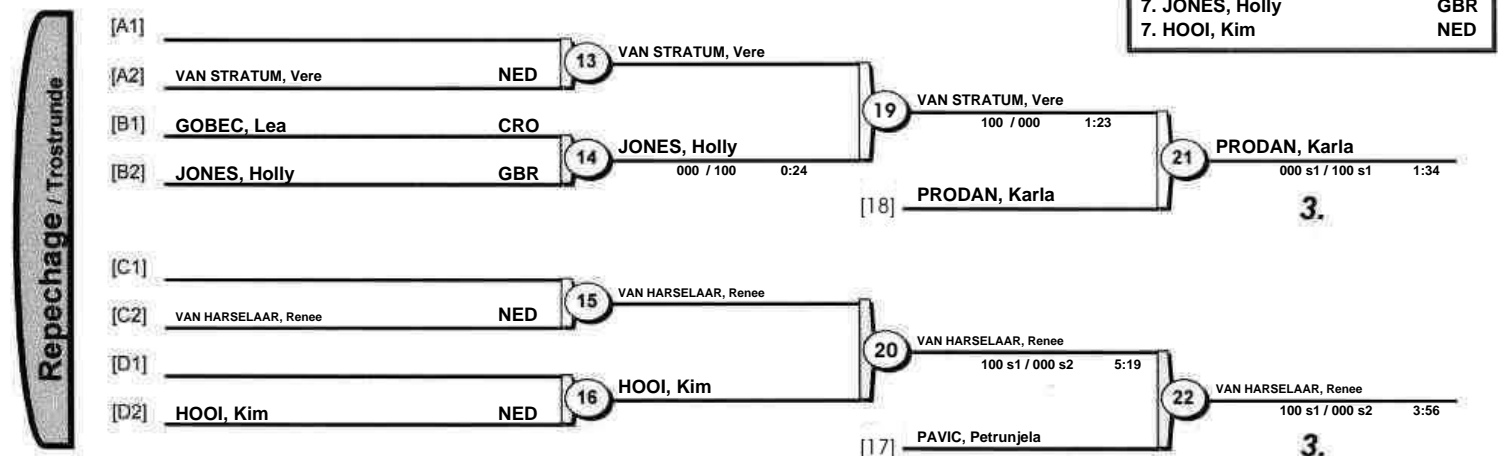 7. JONES, Holly GBR
7. HOOI, Kim NED
Repechage / Trostrunde
[A1]
13 VAN STRATUM, Vere
[A2] VAN STRATUM, Vere NED
19 VAN STRATUM, Vere
100 / 000 1:23
[B1] GOBEC, Lea CRO
14 JONES, Holly
000 / 100 0:24
21 PRODAN, Karla
000 s1 / 100 s1 1:34
[B2] JONES, Holly GBR
[18] PRODAN, Karla
3.
[C1]
15 VAN HARSELAAR, Renee
[C2] VAN HARSELAAR, Renee NED
20 VAN HARSELAAR, Renee
100 s1 / 000 s2 5:19
[D1]
16 HOOI, Kim
22 VAN HARSELAAR, Renee
100 s1 / 000 s2 3:56
[D2] HOOI, Kim NED
[17] PAVIC, Petrunjela
3.